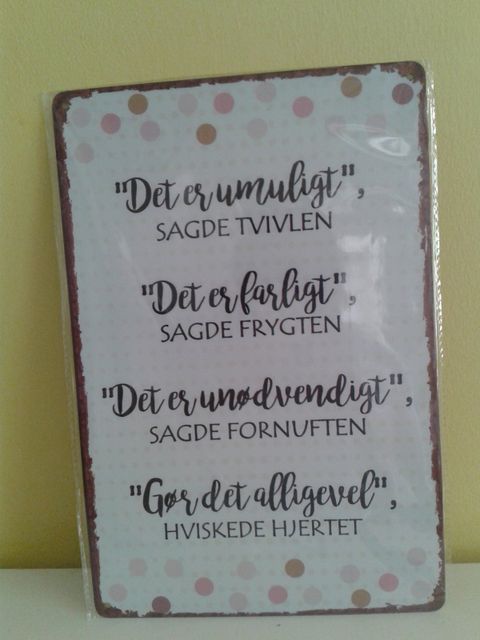 "Det er umuligt",
SAGDE TVIVLEN
"Det er farligt",
SAGDE FRYGTEN
"Det er unødvendigt",
SAGDE FORNUFTEN
"Gør det alligevel",
HVISKEDE HJERTET